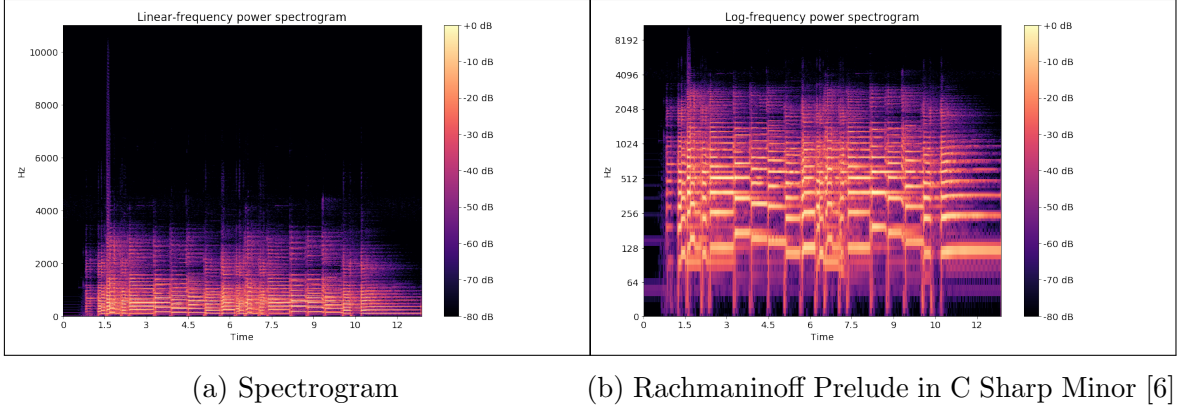 Linear-frequency power spectrogram
10000
8000
6000
4000
2000
0
Hz
0 1.5 3 4.5 6 7.5 9 10 12
Time
+0 dB
-10 dB
-20 dB
-30 dB
-40 dB
-50 dB
-60 dB
-70 dB
-80 dB
Log-frequency power spectrogram
8192
4096
2048
1024
512
256
128
64
0
Hz
0 1.5 3 4.5 6 7.5 9 10 12
Time
+0 dB
-10 dB
-20 dB
-30 dB
-40 dB
-50 dB
-60 dB
-70 dB
-80 dB
(a) Spectrogram
(b) Rachmaninoff Prelude in C Sharp Minor [6]